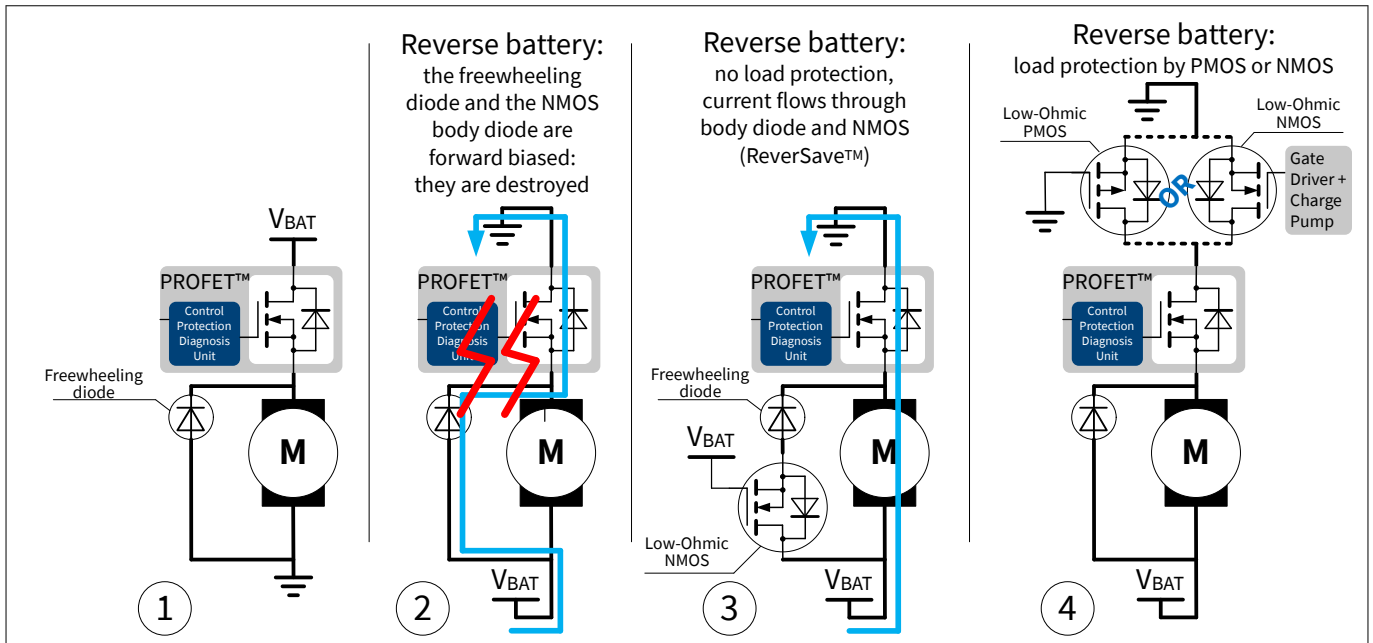 VBAT
PROFET™
Control
Protection
Diagnosis
Unit
Freewheeling
diode
M
1
Reverse battery:
the freewheeling
diode and the NMOS
body diode are
forward biased:
they are destroyed
PROFET™
Control
Protection
Diagnosis
Unit
M
VBAT
2
Reverse battery:
no load protection,
current flows through
body diode and NMOS
(ReverSave™)
PROFET™
Control
Protection
Diagnosis
Unit
Freewheeling
diode
VBAT
M
Low-Ohmic
NMOS
VBAT
3
Reverse battery:
load protection by PMOS or NMOS
Low-Ohmic
PMOS
Low-Ohmic
NMOS
OR
Gate
Driver +
Charge
Pump
PROFET™
Control
Protection
Diagnosis
Unit
M
VBAT
4